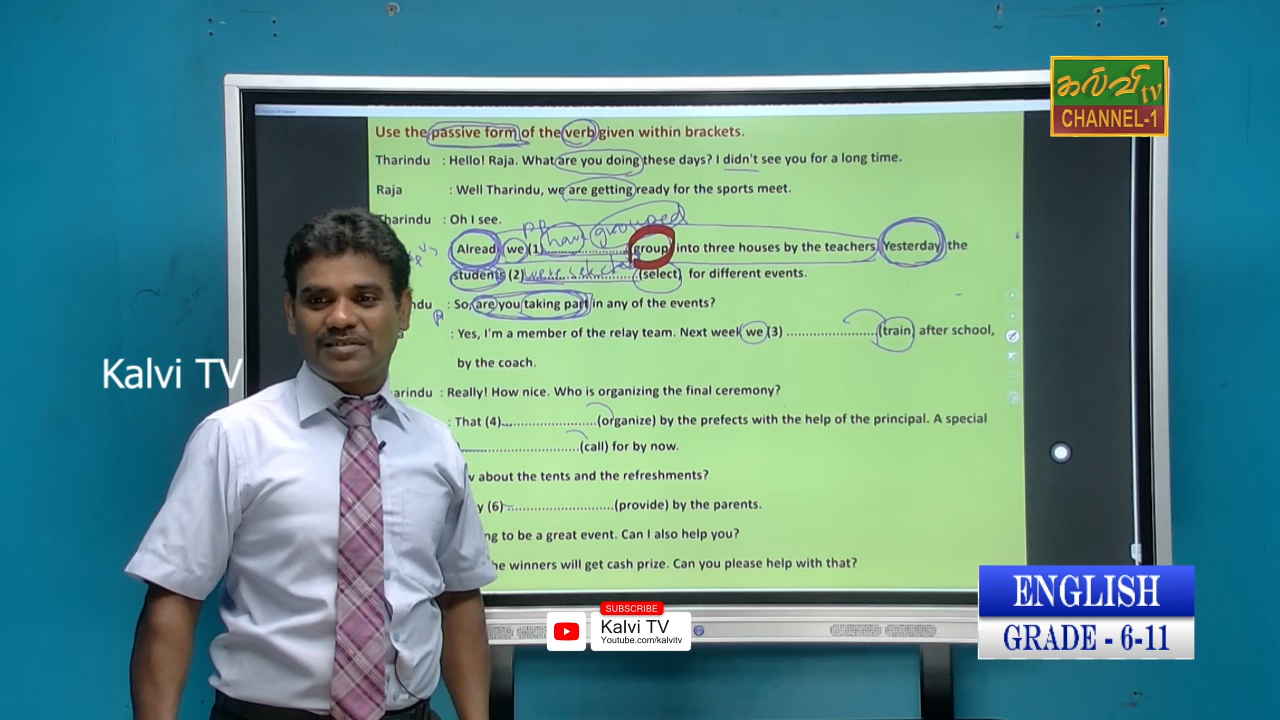 கல்வி TV
CHANNEL-1
Use the passive form of the verb given within brackets.
Tharindu : Hello! Raja. What are you doing these days? I didn't see you for a long time.
Raja : Well Tharindu, we are getting ready for the sports meet.
Tharindu : Oh I see.
PP
have grouped
Alread we (1).................... group into three houses by the teachers. Yesterday the
students (2) were (select) for different events.
du : So, are you taking part in any of the events?
: Yes, I'm a member of the relay team. Next week we (3) .................... (train) after school,
by the coach.
arindu : Really! How nice. Who is organizing the final ceremony?
: That (4)....................(organize) by the prefects with the help of the principal. A special
....................(call) for by now.
w about the tents and the refreshments?
y (6) ....................(provide) by the parents.
ng to be a great event. Can I also help you?
he winners will get cash prize. Can you please help with that?
Kalvi TV
SUBSCRIBE
Kalvi TV
Youtube.com/kalvitv
ENGLISH
GRADE - 6-11